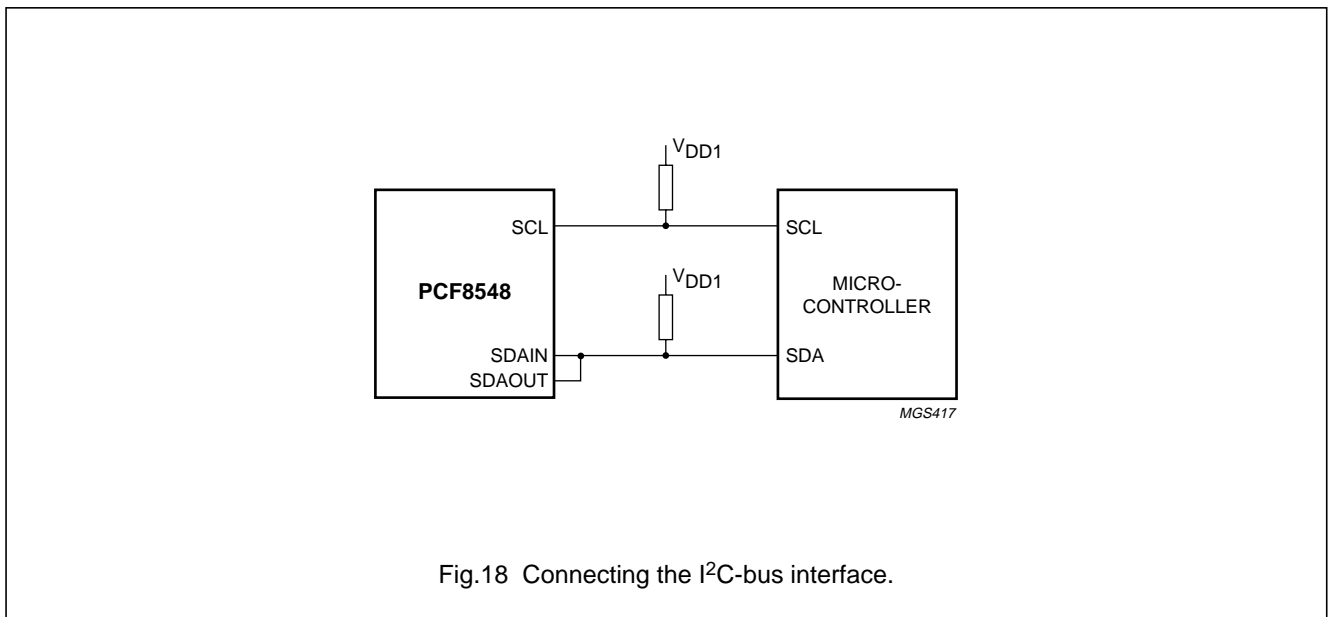 VDD1
SCL
SCL
PCF8548
VDD1
MICRO-
CONTROLLER
SDAIN
SDA
SDAOUT
MGS417
Fig.18 Connecting the I²C-bus interface.